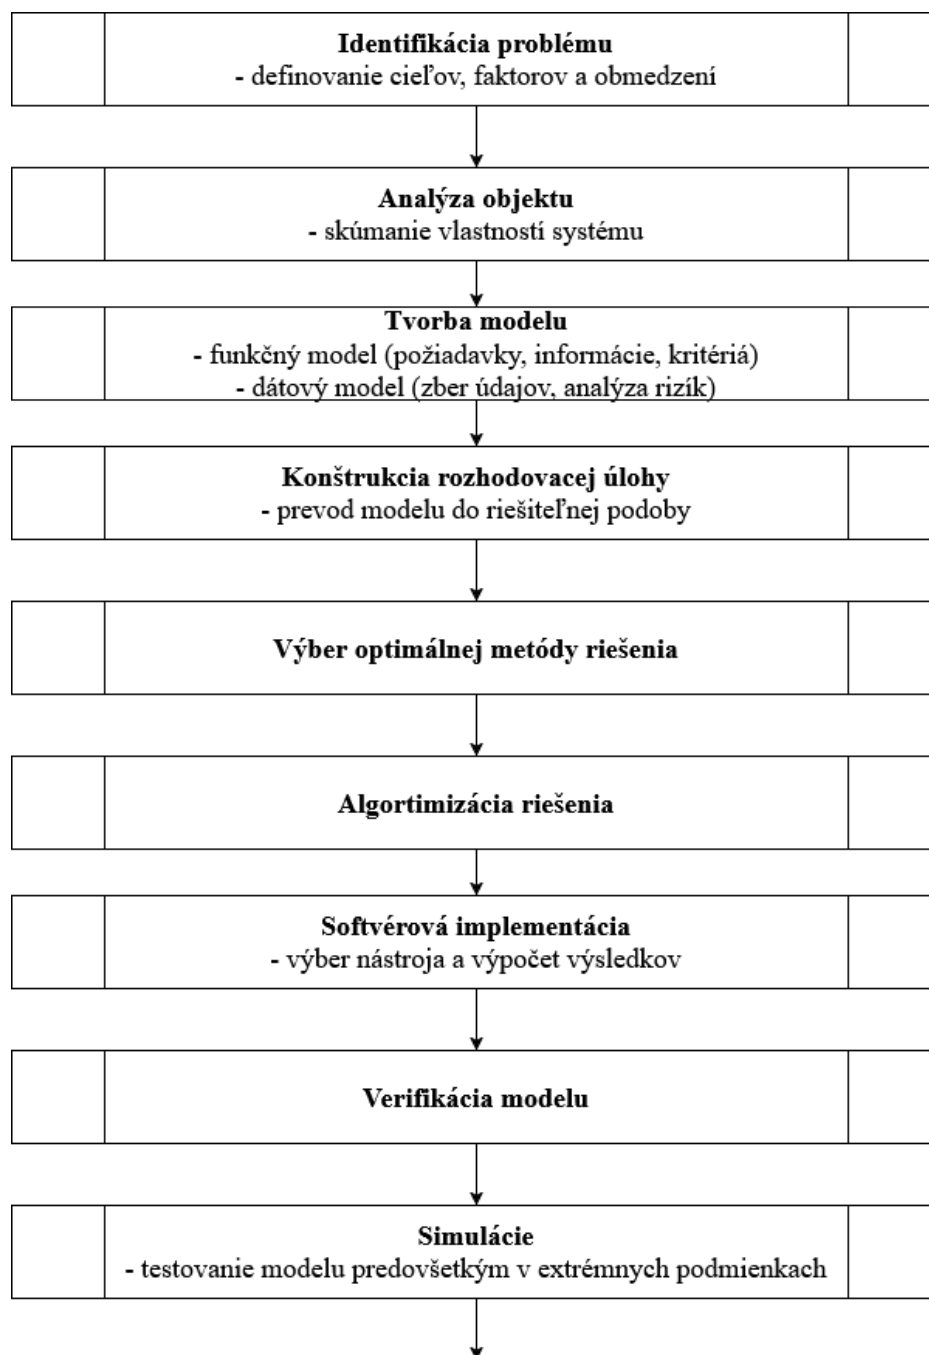 Identifikácia problému
- definovanie cieľov, faktorov a obmedzení
Analýza objektu
- skúmanie vlastností systému
Tvorba modelu
- funkčný model (požiadavky, informácie, kritériá)
- dátový model (zber údajov, analýza rizík)
Konštrukcia rozhodovacej úlohy
- prevod modelu do riešiteľnej podoby
Výber optimálnej metódy riešenia
Algortimizácia riešenia
Softvérová implementácia
- výber nástroja a výpočet výsledkov
Verifikácia modelu
Simulácie
- testovanie modelu predovšetkým v extrémnych podmienkach